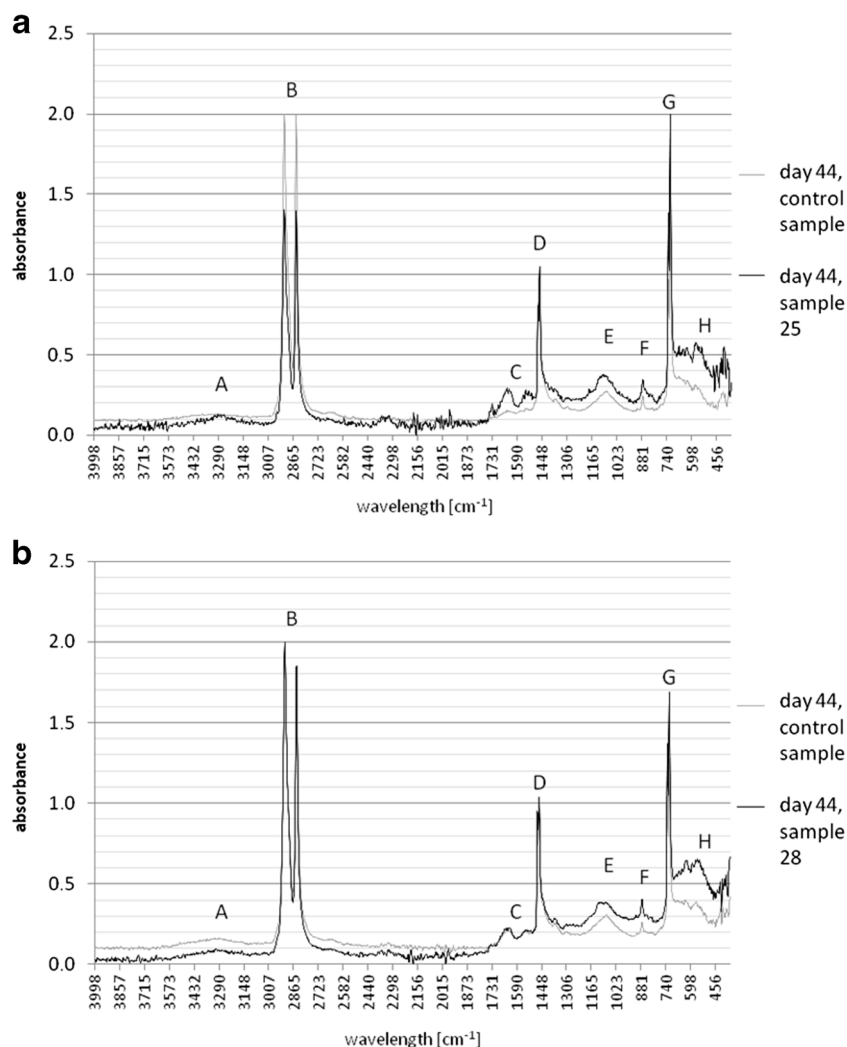 a
2.5
B
2.0
G
1.5
D
absorbance
1.0
E
F
H
0.5
C
A
0.0
3998 3857 3715 3573 3432 3290 3149 3007 2865 2723 2582 2440 2298 2156 2015 1873 1731 1590 1448 1306 1165 1023 881 740 598 456
wavelength [cm⁻¹]
day 44,
control
sample
day 44,
sample
25
b
2.5
B
2.0
G
1.5
D
absorbance
1.0
E
F
H
0.5
C
A
0.0
3998 3857 3715 3573 3432 3290 3149 3007 2865 2723 2582 2440 2298 2156 2015 1873 1731 1590 1448 1306 1165 1023 881 740 598 456
wavelength [cm⁻¹]
day 44,
control
sample
day 44,
sample
28